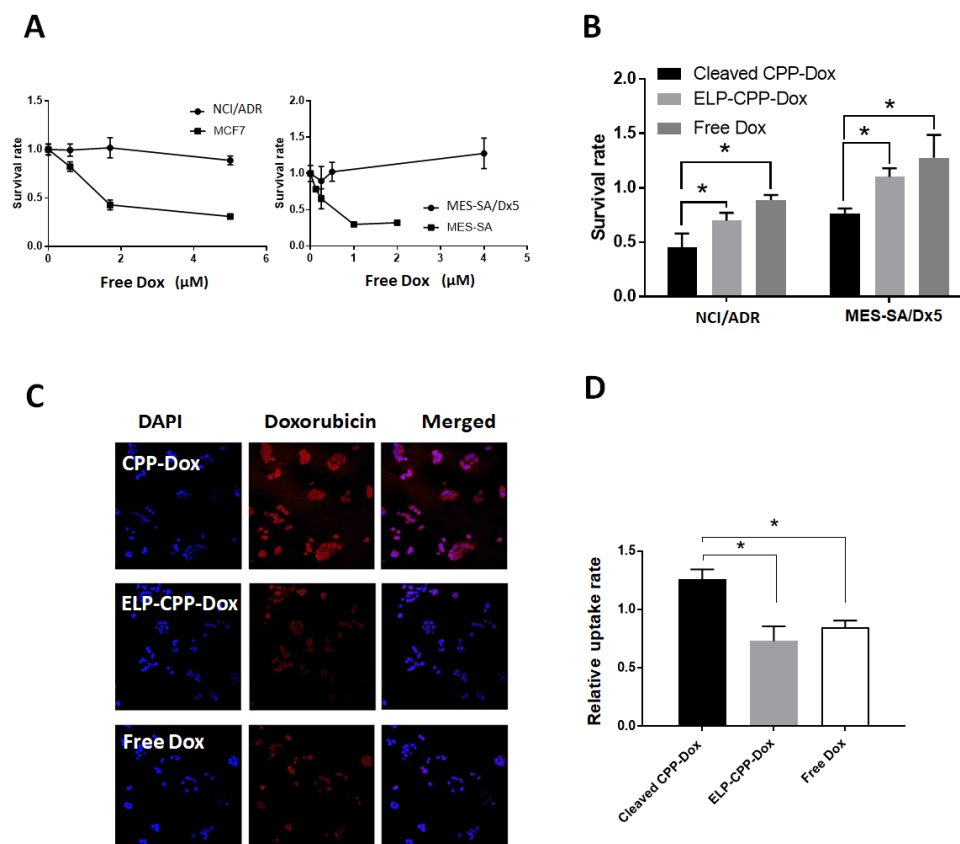 A
Survival rate
1.5
1.0
0.5
0.0
0
2
4
6
NCI/ADR
MCF7
Free Dox (μM)
Survival rate
2.0
1.5
1.0
0.5
0.0
0
1
2
3
4
5
MES-SA/Dx5
MES-SA
Free Dox (μM)
B
Survival rate
2.0
1.5
1.0
0.5
0.0
Cleaved CPP-Dox
ELP-CPP-Dox
Free Dox
*
*
*
*
NCI/ADR
MES-SA/Dx5
C
DAPI
Doxorubicin
Merged
CPP-Dox
ELP-CPP-Dox
Free Dox
D
Relative uptake rate
1.5
1.0
0.5
0.0
*
*
Cleaved CPP-Dox
ELP-CPP-Dox
Free Dox